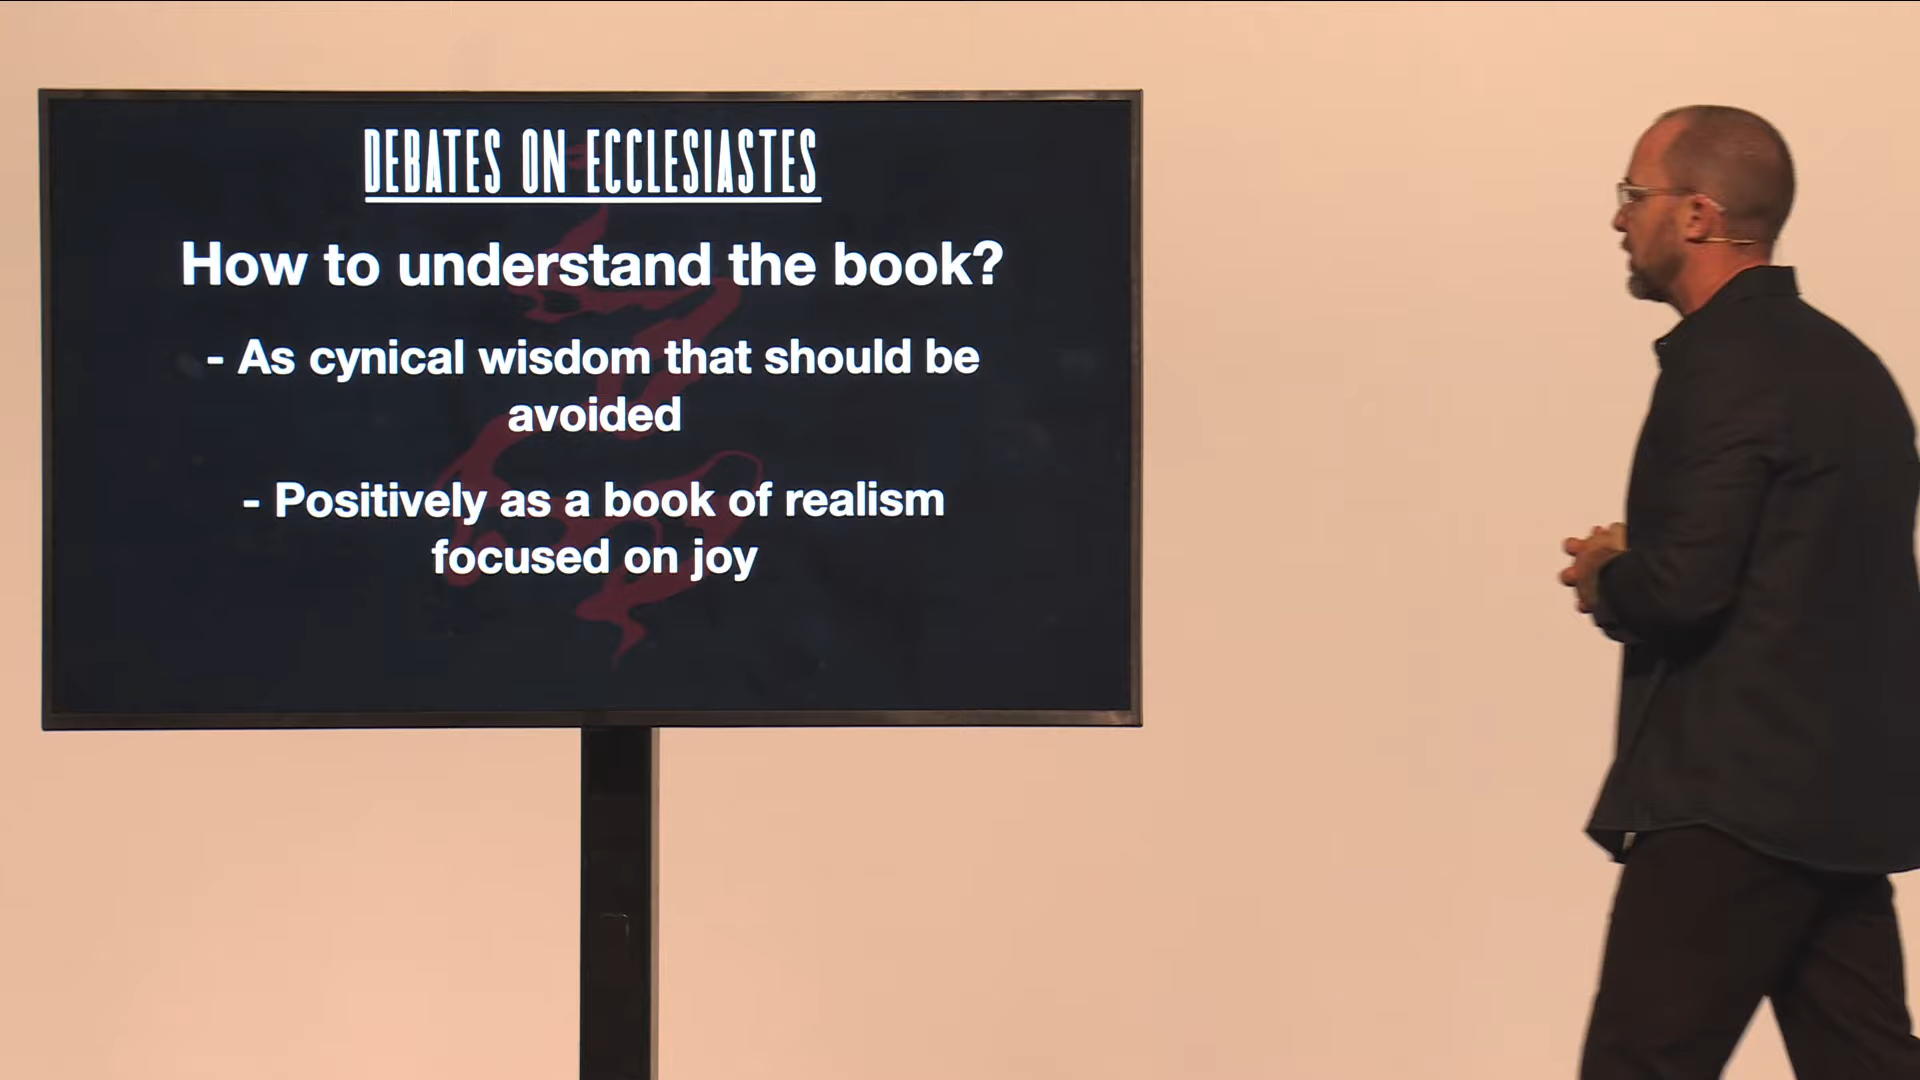 DEBATES ON ECCLESIASTES
How to understand the book?
- As cynical wisdom that should be
avoided
- Positively as a book of realism
focused on joy